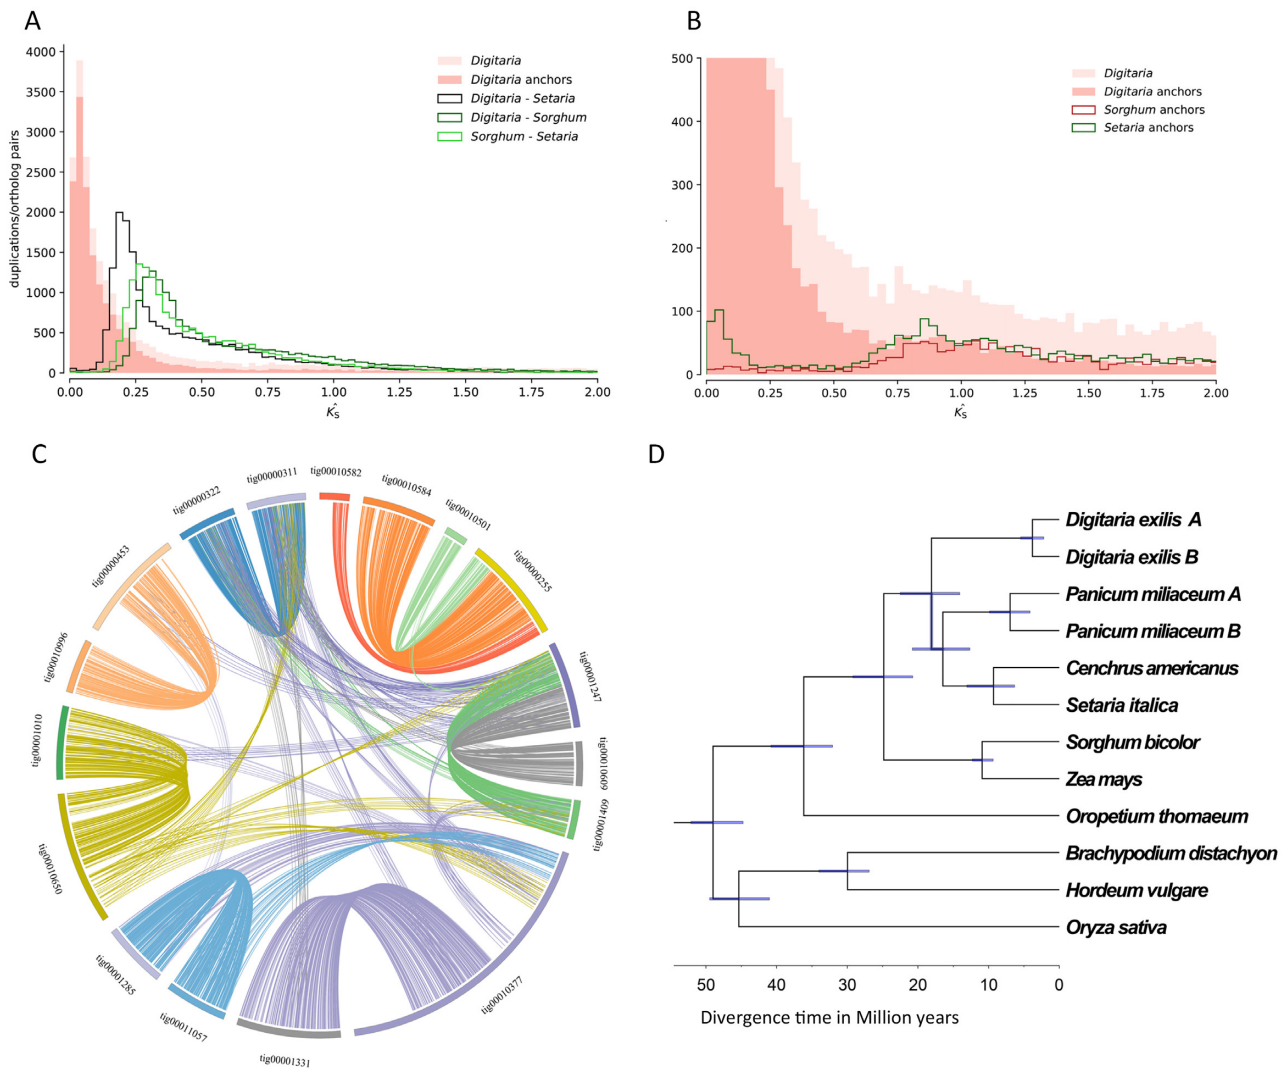 A
4000
3500
3000
2500
2000
1500
1000
500
0
duplications/ortholog pairs
Digitaria
Digitaria anchors
Digitaria - Setaria
Digitaria - Sorghum
Sorghum - Setaria
0.00 0.25 0.50 0.75 1.00 1.25 1.50 1.75 2.00
K̂s
B
500
400
300
200
100
0
Digitaria
Digitaria anchors
Sorghum anchors
Setaria anchors
0.00 0.25 0.50 0.75 1.00 1.25 1.50 1.75 2.00
K̂s
C
tig00000311
tig00010582
tig00010584
tig00010501
tig00000255
tig00001247
tig00010609
tig00001469
tig00010377
tig00001331
tig00011057
tig00001285
tig00010650
tig00001010
tig00010996
tig00000453
tig00000322
D
Digitaria exilis A
Digitaria exilis B
Panicum miliaceum A
Panicum miliaceum B
Cenchrus americanus
Setaria italica
Sorghum bicolor
Zea mays
Oropetium thomaeum
Brachypodium distachyon
Hordeum vulgare
Oryza sativa
50 40 30 20 10 0
Divergence time in Million years